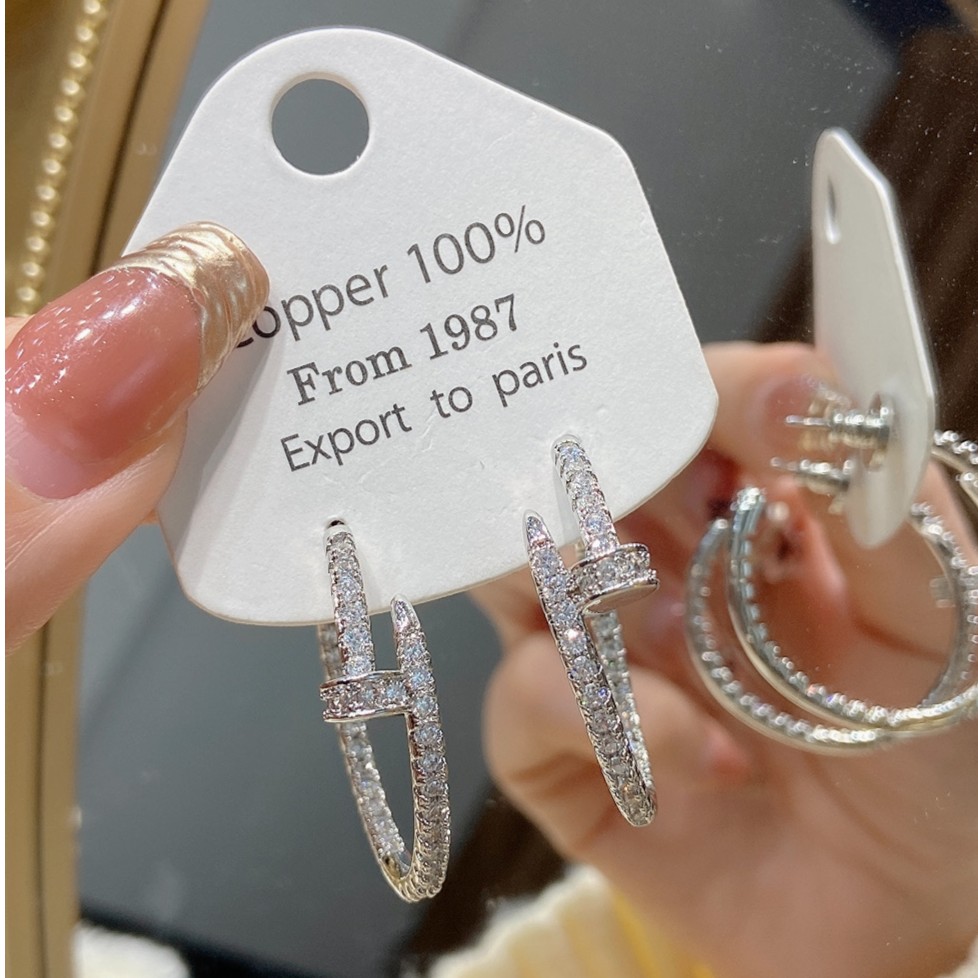 copper 100%
From 1987
Export to paris